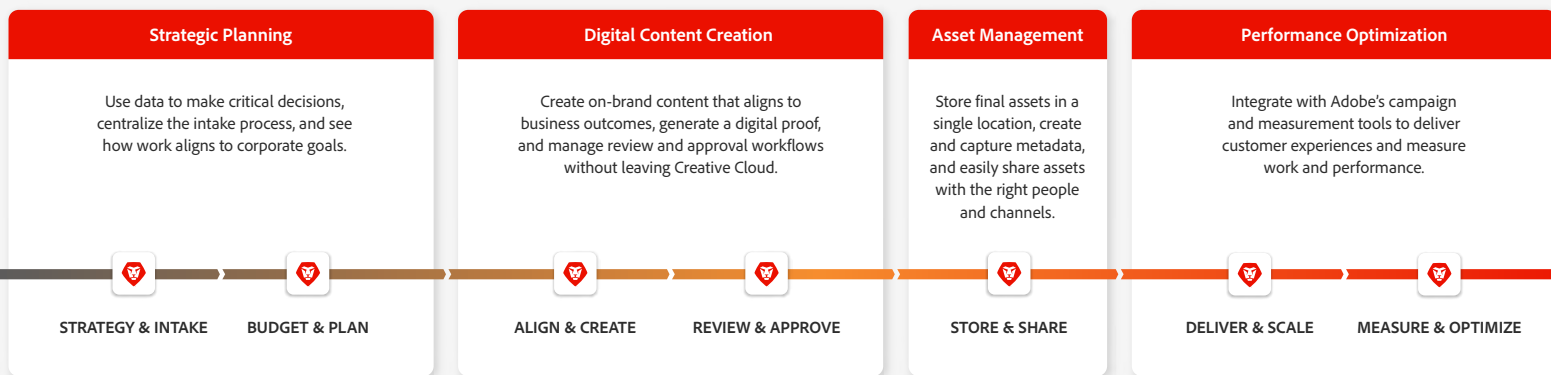 Strategic Planning
Use data to make critical decisions,
centralize the intake process, and see
how work aligns to corporate goals.
STRATEGY & INTAKE
BUDGET & PLAN
Digital Content Creation
Create on-brand content that aligns to
business outcomes, generate a digital proof,
and manage review and approval workflows
without leaving Creative Cloud.
ALIGN & CREATE
REVIEW & APPROVE
Asset Management
Store final assets in a
single location, create
and capture metadata,
and easily share assets
with the right people
and channels.
STORE & SHARE
Performance Optimization
Integrate with Adobe’s campaign
and measurement tools to deliver
customer experiences and measure
work and performance.
DELIVER & SCALE
MEASURE & OPTIMIZE